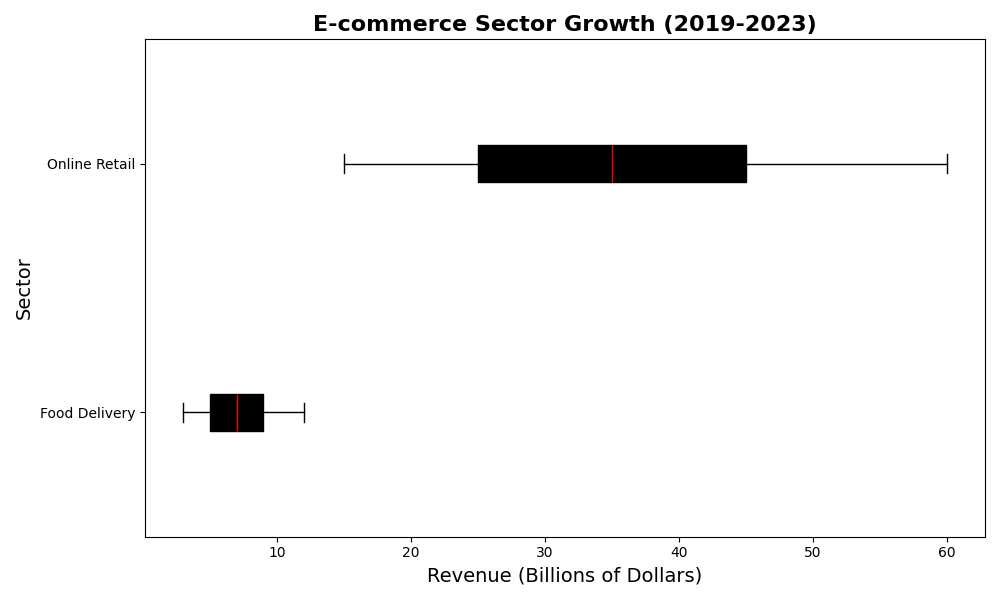 E-commerce Sector Growth (2019-2023)
Online Retail
Sector
Food Delivery
10 20 30 40 50 60
Revenue (Billions of Dollars)